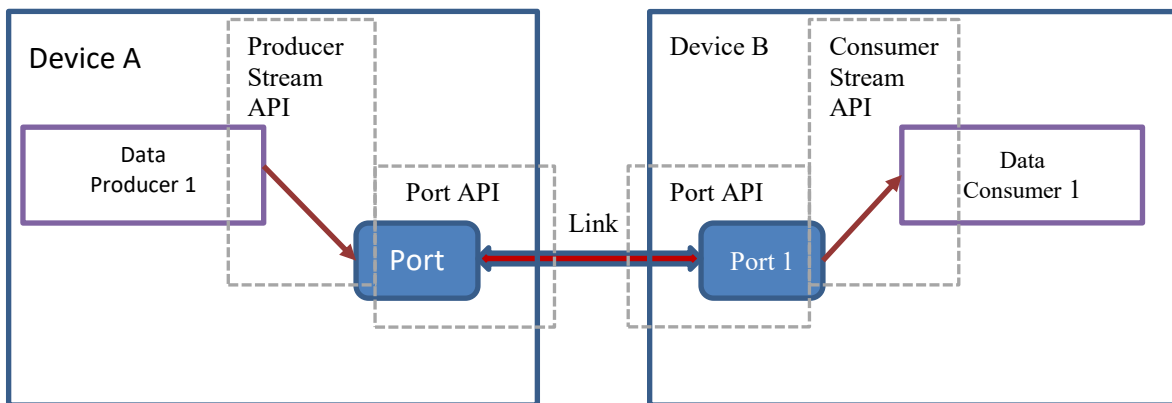 Device A
Producer
Stream
API
Data
Producer 1
Port API
Port
Link
Device B
Consumer
Stream
API
Port API
Port 1
Data
Consumer 1